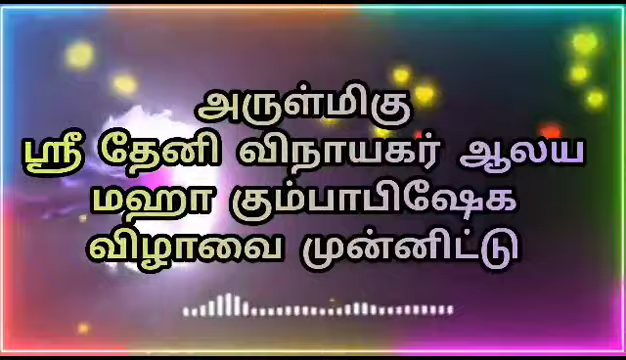 அருள்மிகு
ஸ்ரீ தேனி விநாயகர் ஆலய
மஹா கும்பாபிஷேக
விழாவை முன்னிட்டு